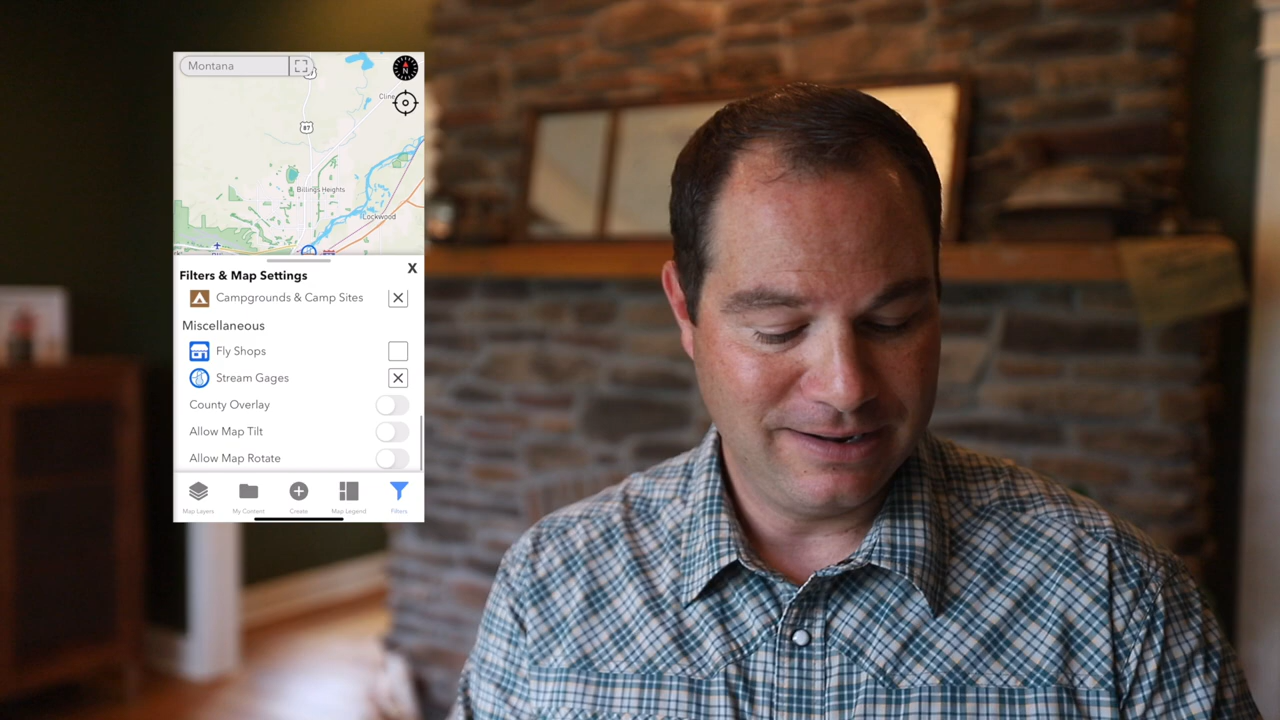 Montana
N
Cline
87
Billings Heights
Lockwood
Filters & Map Settings
X
Campgrounds & Camp Sites
Miscellaneous
Fly Shops
Stream Gages
County Overlay
Allow Map Tilt
Allow Map Rotate
Map Layers
My Content
Create
Map Legend
Filters